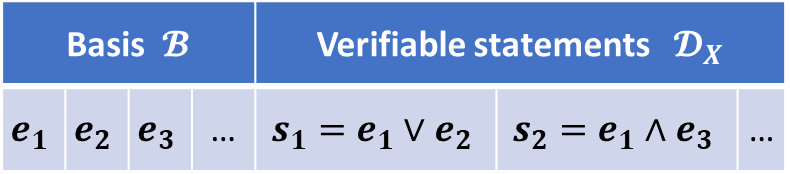 Basis ℬ Verifiable statements 𝒟_X
e₁ e₂ e₃ ... s₁ = e₁ ∨ e₂ s₂ = e₁ ∧ e₃ ...